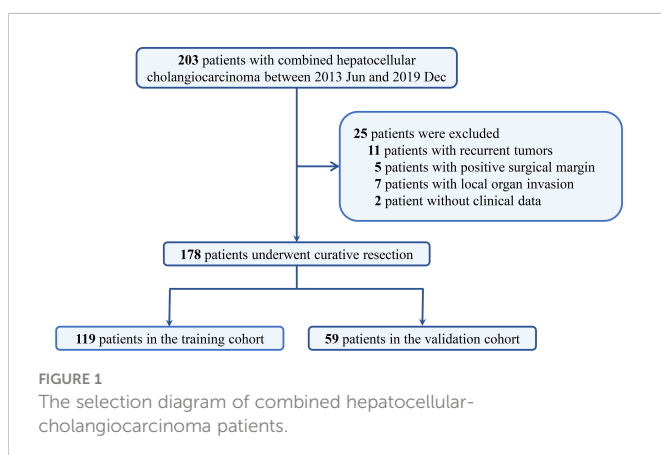 203 patients with combined hepatocellular
cholangiocarcinoma between 2013 Jun and 2019 Dec
25 patients were excluded
11 patients with recurrent tumors
5 patients with positive surgical margin
7 patients with local organ invasion
2 patient without clinical data
178 patients underwent curative resection
119 patients in the training cohort
59 patients in the validation cohort
FIGURE 1
The selection diagram of combined hepatocellular-
cholangiocarcinoma patients.